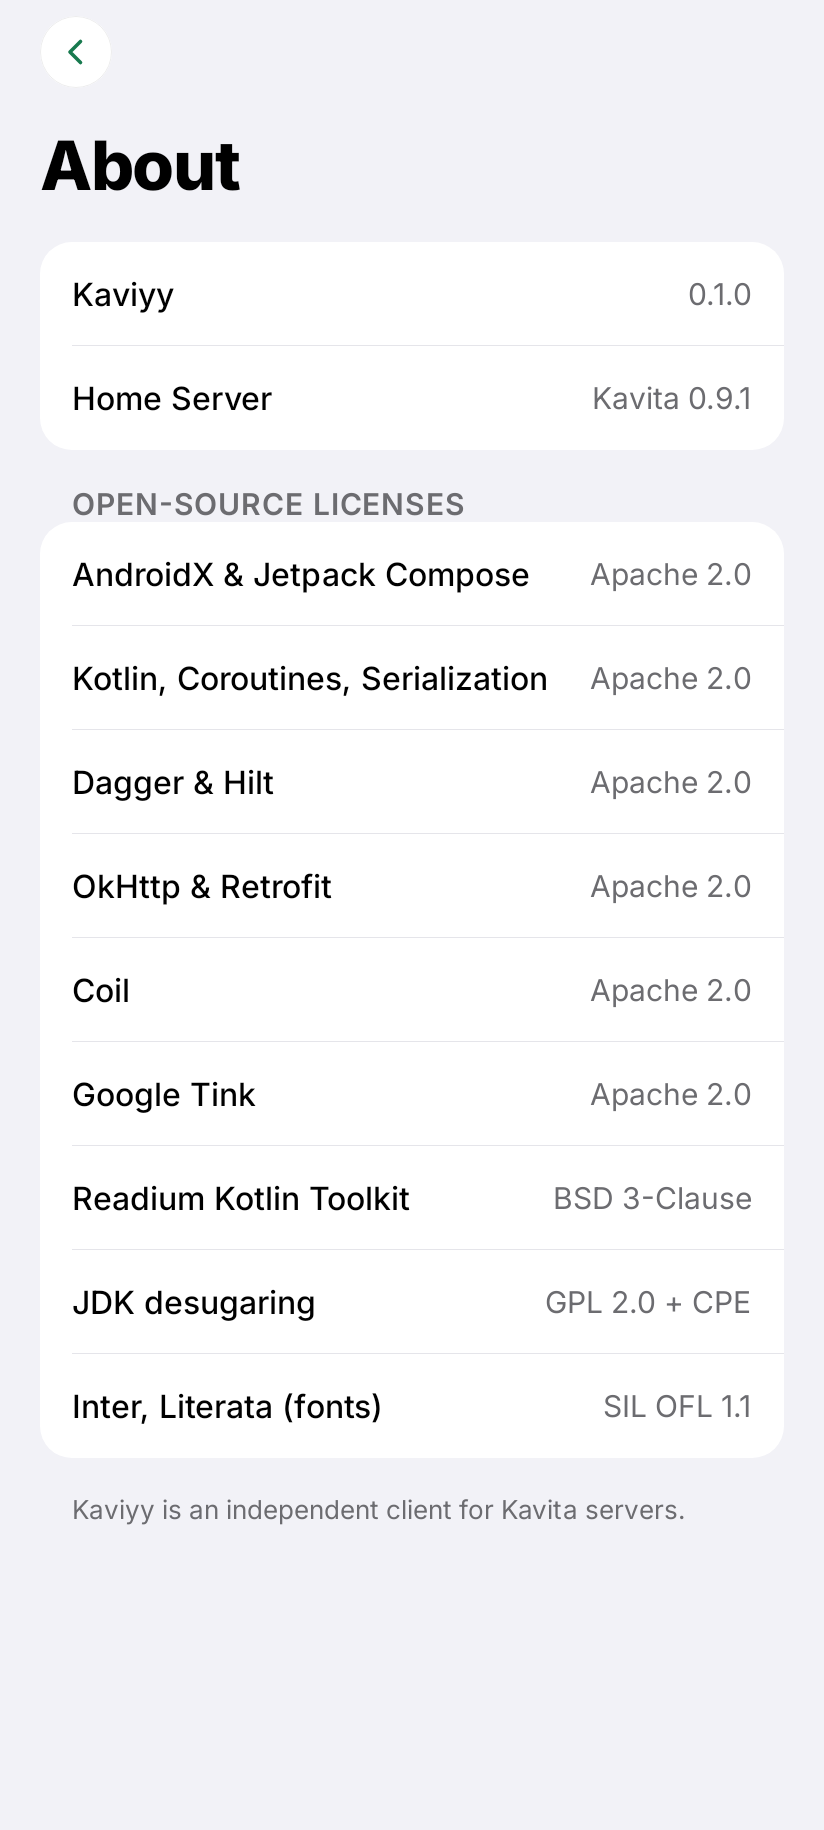 About
Kaviyy 0.1.0
Home Server Kavita 0.9.1
OPEN-SOURCE LICENSES
AndroidX & Jetpack Compose Apache 2.0
Kotlin, Coroutines, Serialization Apache 2.0
Dagger & Hilt Apache 2.0
OkHttp & Retrofit Apache 2.0
Coil Apache 2.0
Google Tink Apache 2.0
Readium Kotlin Toolkit BSD 3-Clause
JDK desugaring GPL 2.0 + CPE
Inter, Literata (fonts) SIL OFL 1.1
Kaviyy is an independent client for Kavita servers.